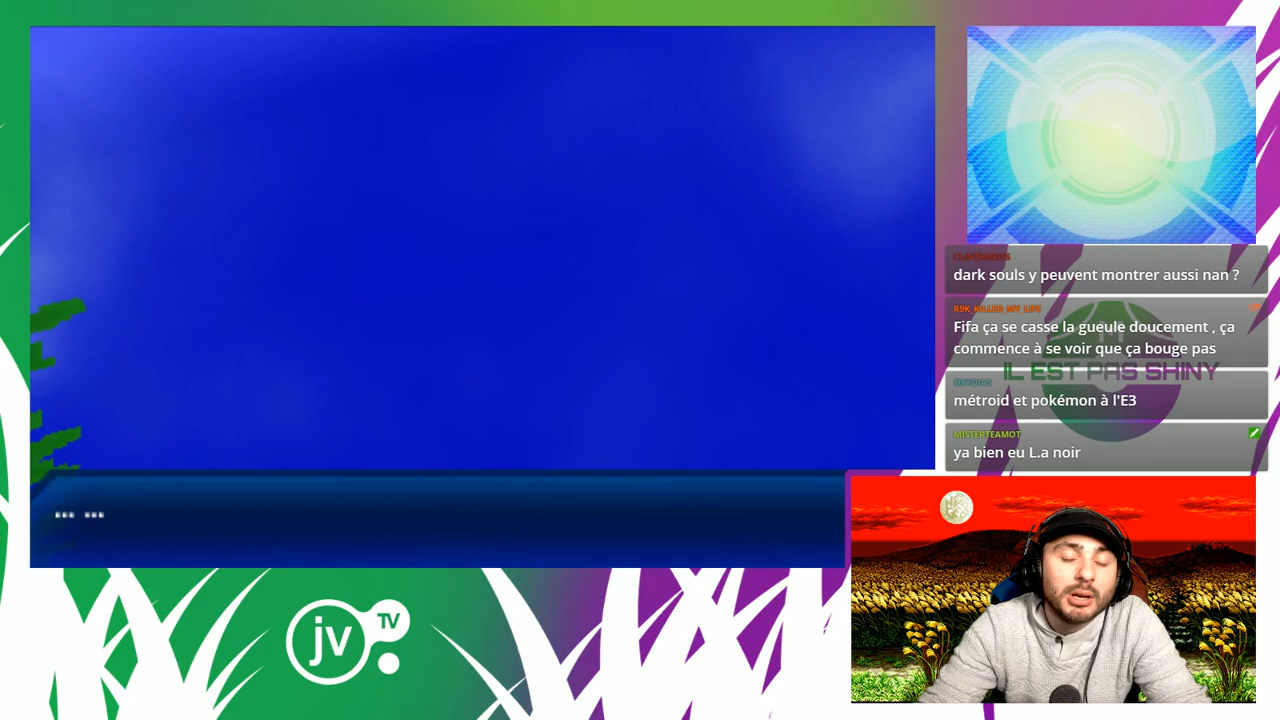 dark souls y peuvent montrer aussi nan ?
R9K_KILLED_MY_LIFE
Fifa ça se casse la gueule doucement , ça
commence à se voir que ça bouge pas
IL EST PAS SHINY
métroid et pokémon à l'E3
MISTERTEAMOT
ya bien eu L.a noir
... ...
jv TV